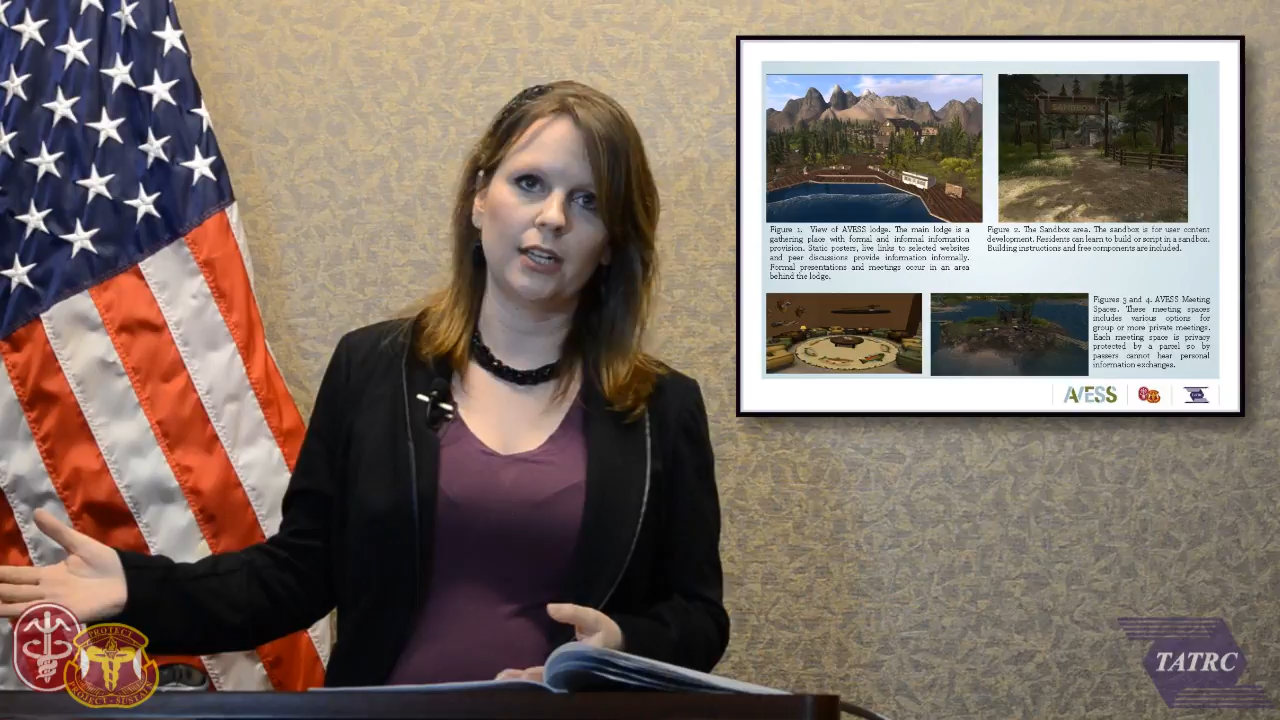 SANDBOX
Figure 1. View of AVESS lodge. The main lodge is a
gathering place with formal and informal information
provision. Static posters, live links to selected websites
and peer discussions provide information informally.
Formal presentations and meetings occur in an area
behind the lodge.
Figure 2. The Sandbox area. The sandbox is for user content
development. Residents can learn to build or script in a sandbox.
Building instructions and free components are included.
Figures 3 and 4. AVESS Meeting
Spaces. These meeting spaces
includes various options for
group or more private meetings.
Each meeting space is privacy
protected by a parcel so by
passers cannot hear personal
information exchanges.
AVESS
TATRC
PROJECT
TATRC